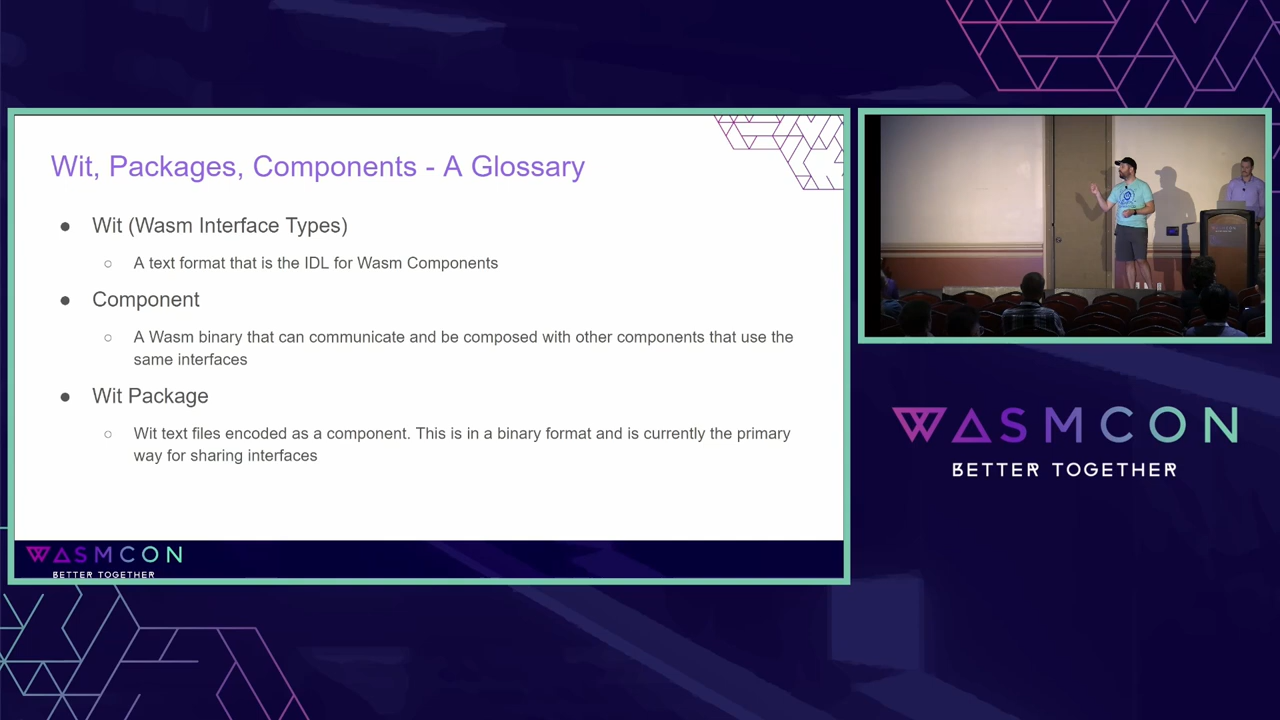 Wit, Packages, Components - A Glossary
● Wit (Wasm Interface Types)
○ A text format that is the IDL for Wasm Components
● Component
○ A Wasm binary that can communicate and be composed with other components that use the
same interfaces
● Wit Package
○ Wit text files encoded as a component. This is in a binary format and is currently the primary
way for sharing interfaces
WASMCON
BETTER TOGETHER
WASMCON
BETTER TOGETHER